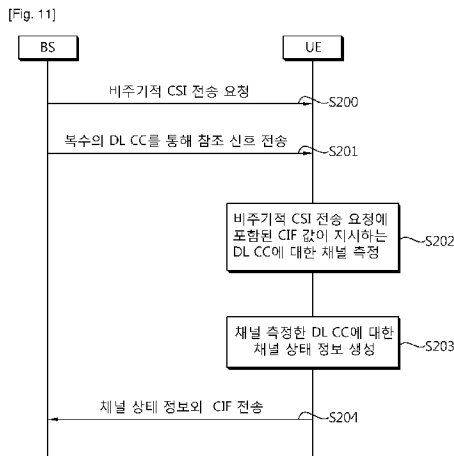 [Fig. 11]
BS
UE
비주기적 CSI 전송 요청
S200
복수의 DL CC를 통해 참조 신호 전송
S201
비주기적 CSI 전송 요청에
포함된 CIF 값이 지시하는
DL CC에 대한 채널 측정
S202
채널 측정한 DL CC에 대한
채널 상태 정보 생성
S203
채널 상태 정보와 CIF 전송
S204